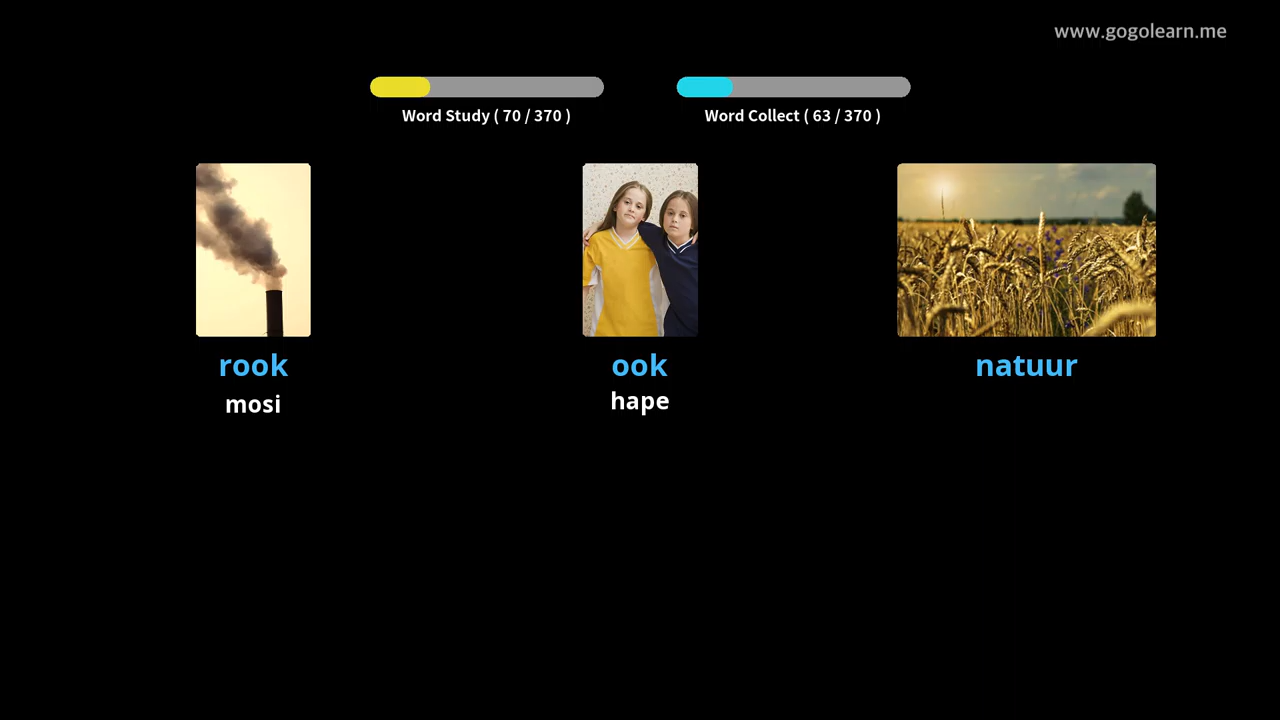 www.gogolearn.me
Word Study ( 70 / 370 )
Word Collect ( 63 / 370 )
rook
ook
natuur
mosi
hape